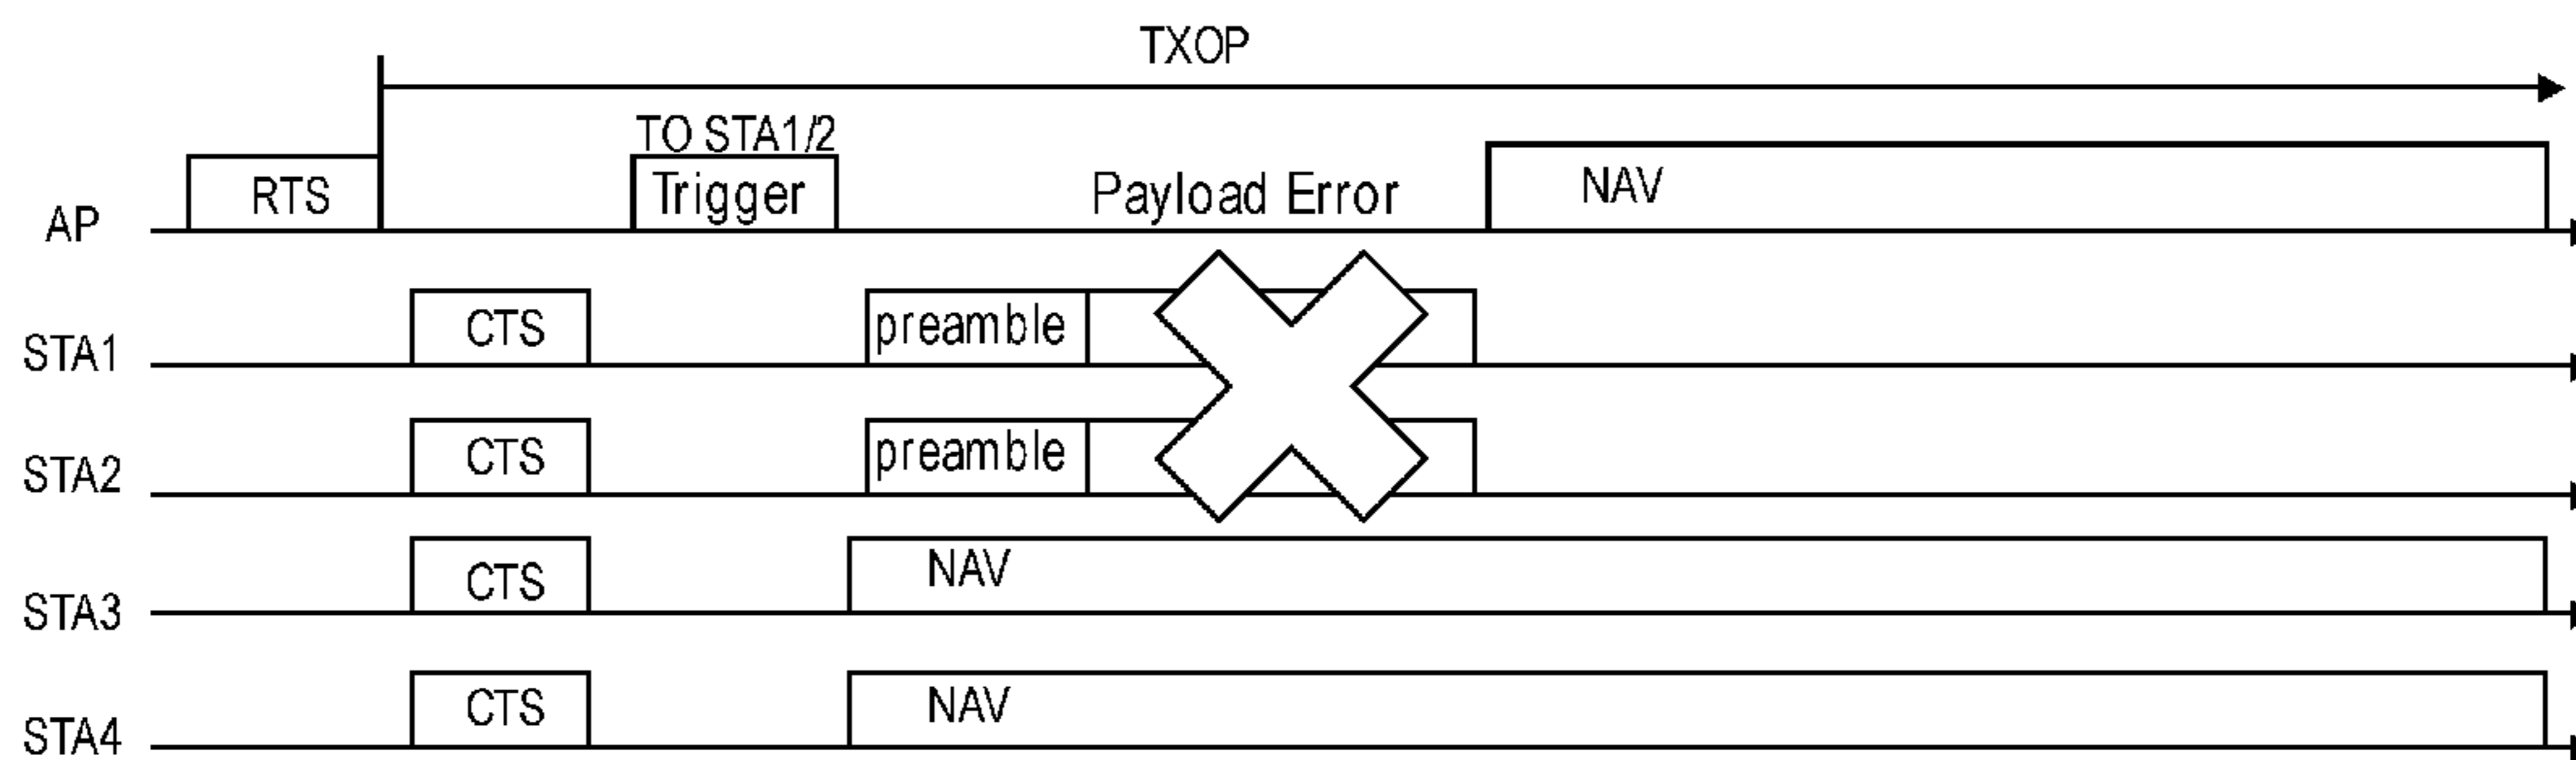 TXOP
TO STA1/2
AP RTS Trigger Payload Error NAV
STA1 CTS preamble
STA2 CTS preamble
STA3 CTS NAV
STA4 CTS NAV